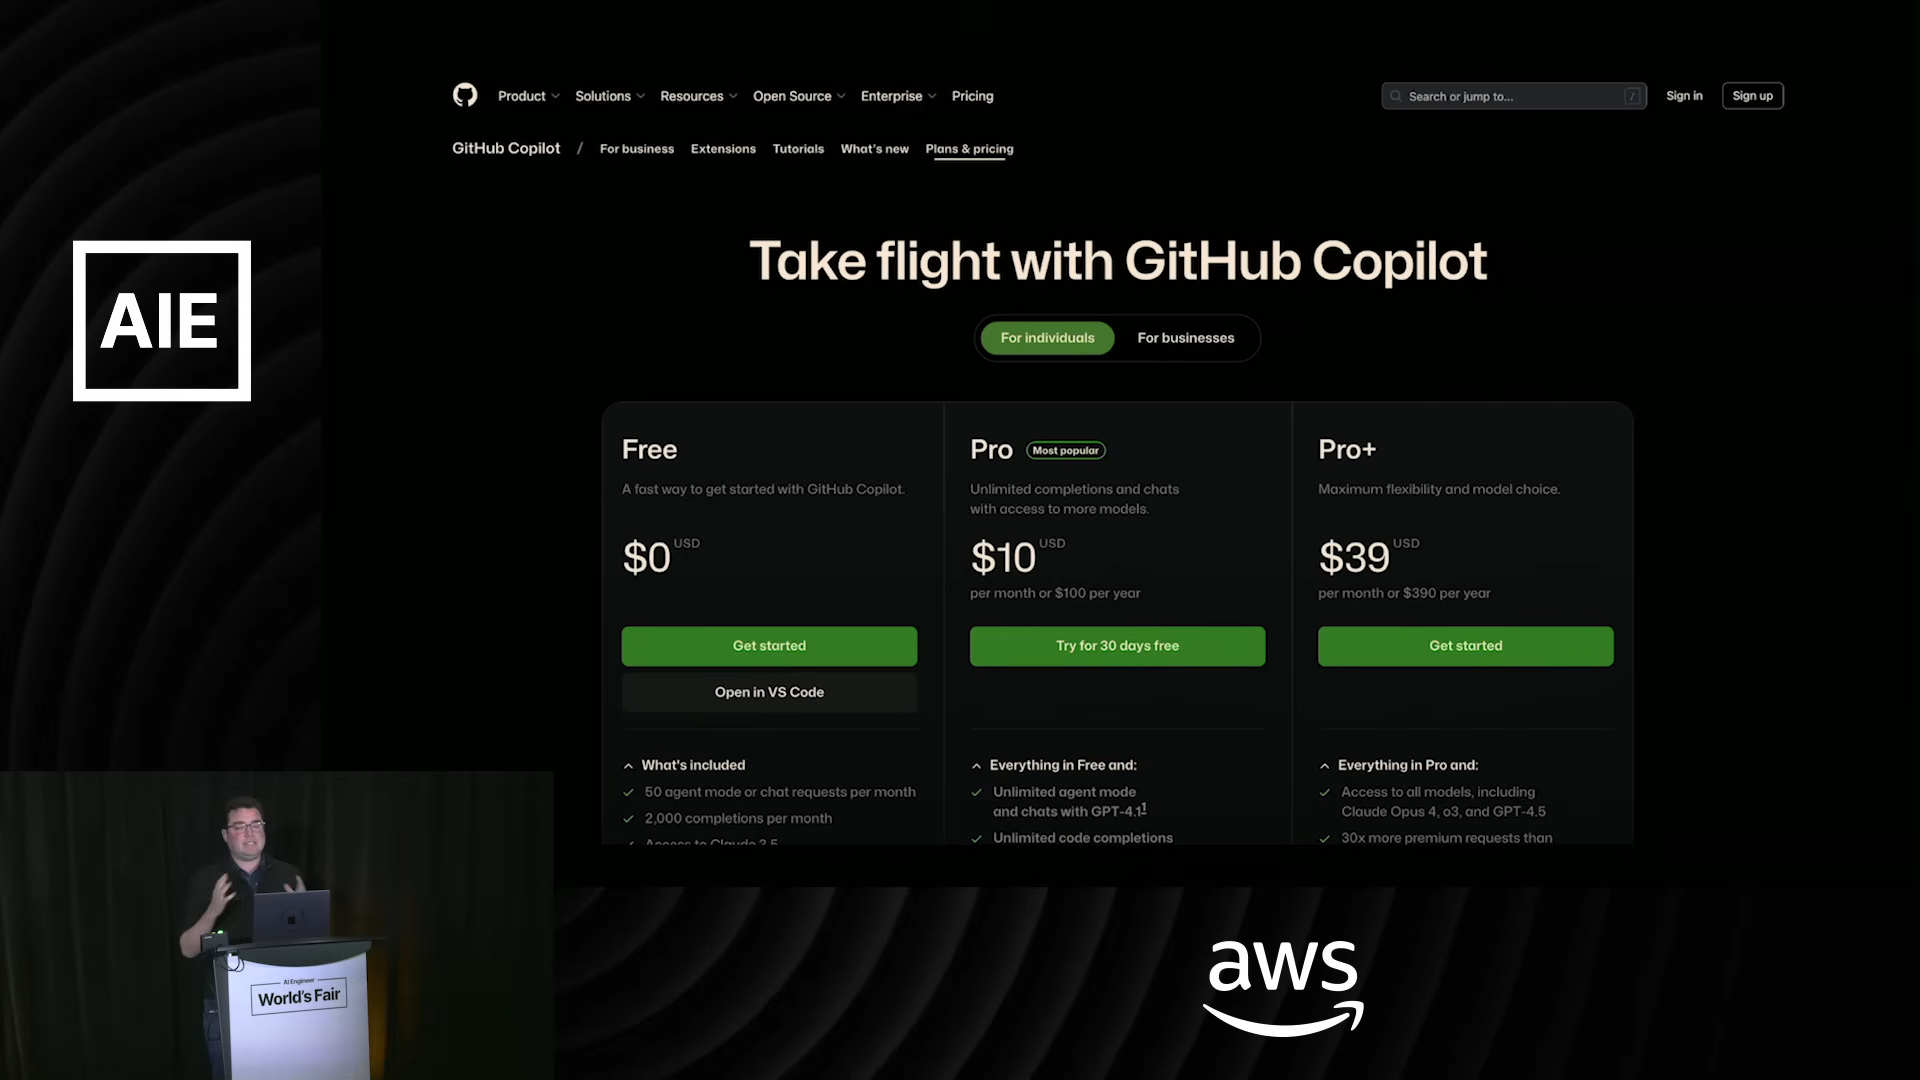 Product Solutions Resources Open Source Enterprise Pricing
Search or jump to... /
Sign in
Sign up
GitHub Copilot / For business Extensions Tutorials What's new Plans & pricing
AIE
Take flight with GitHub Copilot
For individuals
For businesses
Free
A fast way to get started with GitHub Copilot.
$0 USD
Get started
Open in VS Code
What's included
50 agent mode or chat requests per month
2,000 completions per month
Access to Claude 3.5
Pro
Most popular
Unlimited completions and chats
with access to more models.
$10 USD
per month or $100 per year
Try for 30 days free
Everything in Free and:
Unlimited agent mode
and chats with GPT-4.1¹
Unlimited code completions
Pro+
Maximum flexibility and model choice.
$39 USD
per month or $390 per year
Get started
Everything in Pro and:
Access to all models, including
Claude Opus 4, o3, and GPT-4.5
30x more premium requests than
AI Engineer
World's Fair
aws